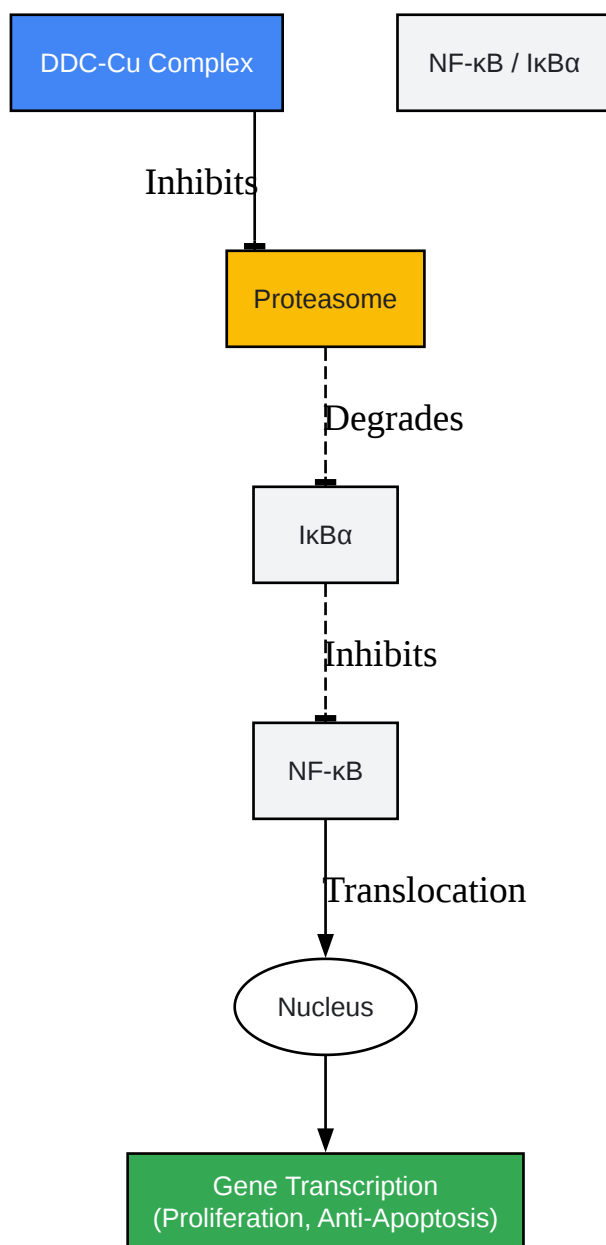 DDC-Cu Complex
NF-κB / IκBα
Inhibits
Proteasome
Degrades
IκBα
Inhibits
NF-κB
Translocation
Nucleus
Gene Transcription
(Proliferation, Anti-Apoptosis)